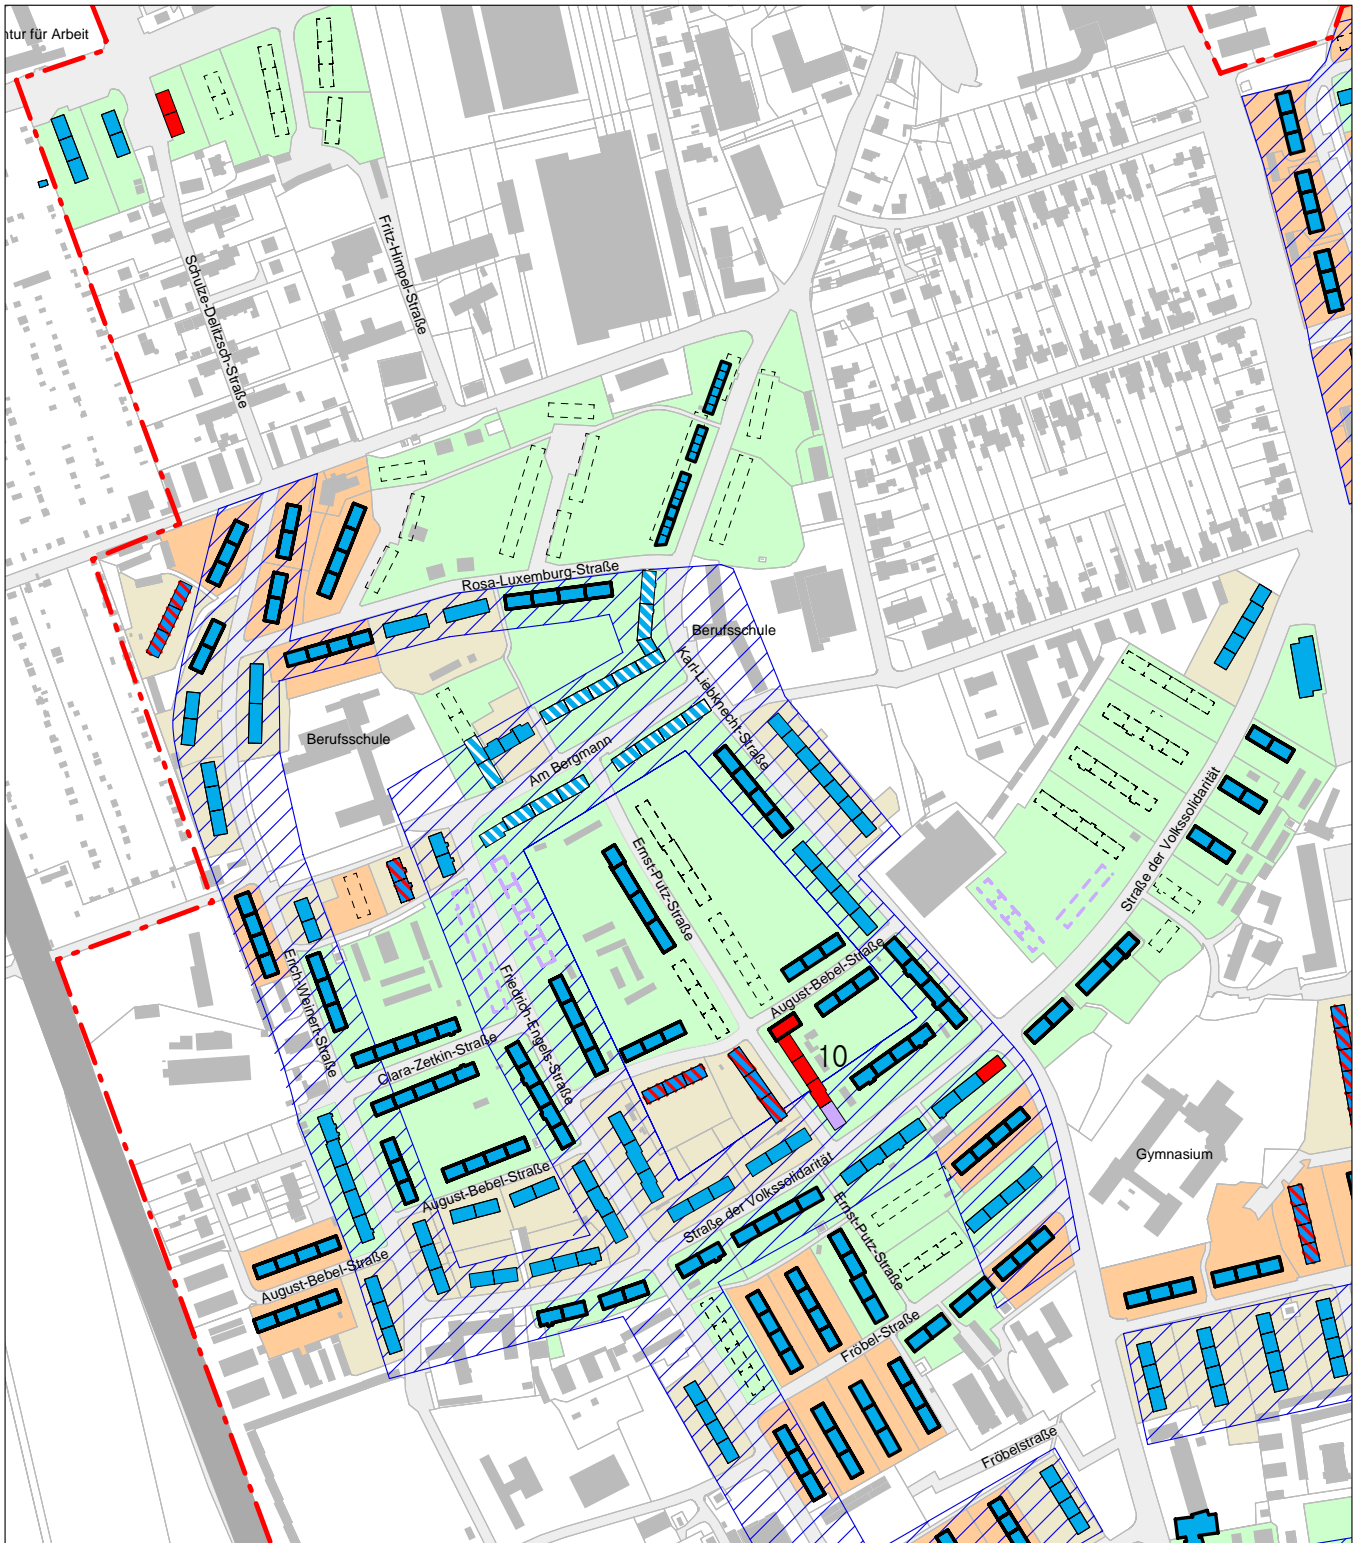 für Arbeit
Schulze-Delitzsch-Straße
Fritz-Himpel-Straße
Rosa-Luxemburg-Straße
Berufsschule
Karl-Liebknecht-Straße
Berufsschule
Am Bergmann
Straße der Volkssolidarität
Ernst-Putz-Straße
August-Bebel-Straße
Erich-Weinert-Straße
Friedrich-Engels-Straße
Clara-Zetkin-Straße
10
Gymnasium
August-Bebel-Straße
Straße der Volkssolidarität
Ernst-Putz-Straße
August-Bebel-Straße
Fröbel-Straße
Fröbelstraße